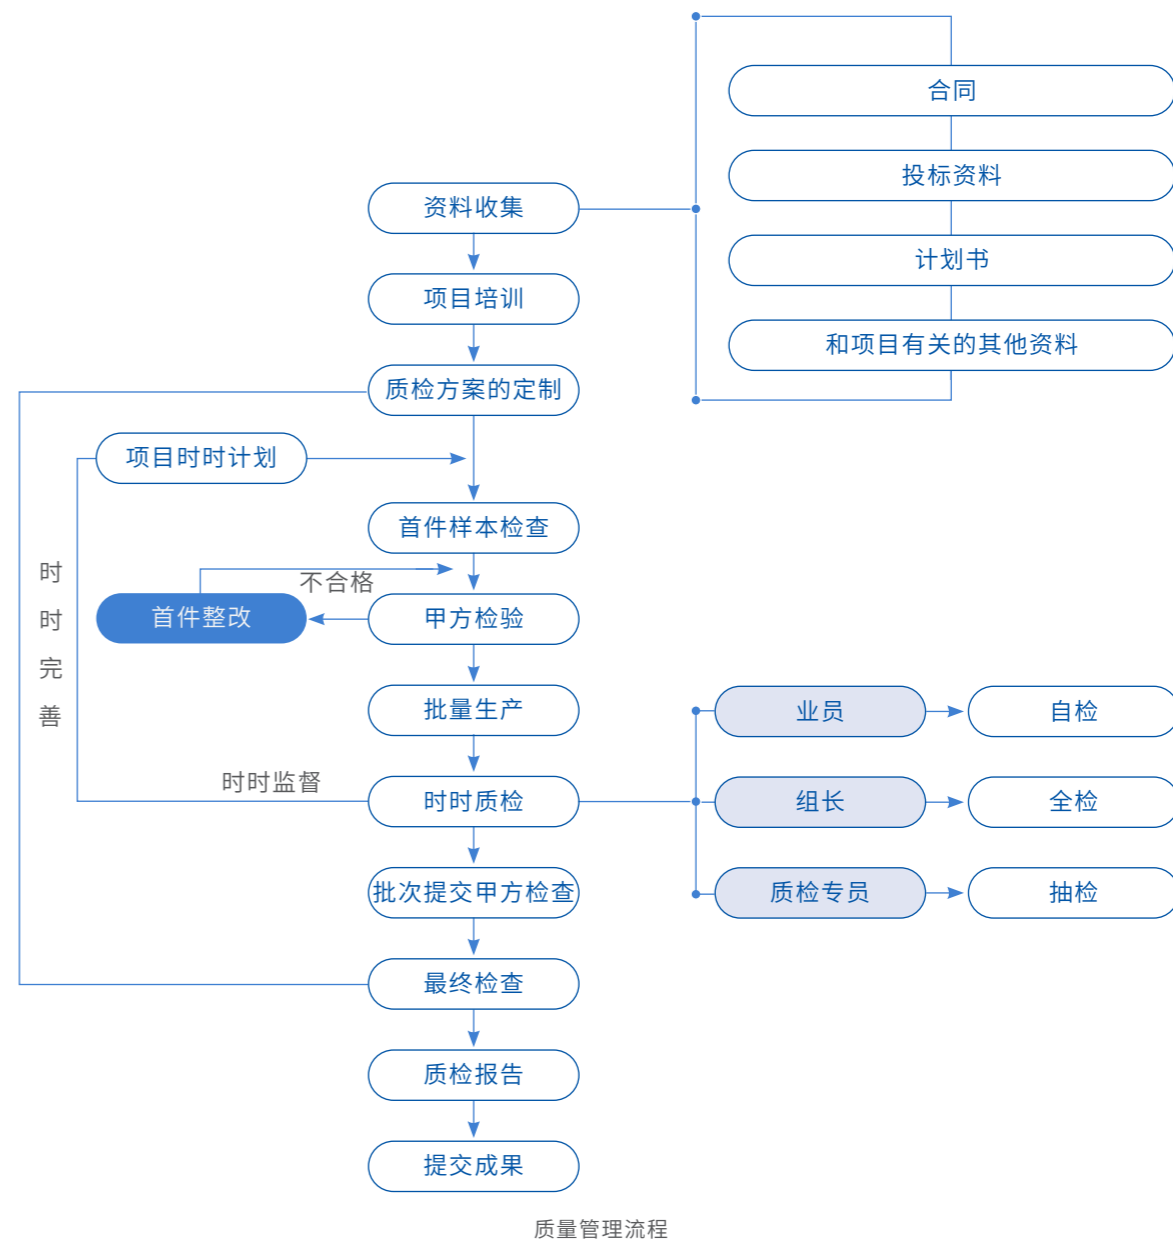 合同
投标资料
资料收集
计划书
项目培训
和项目有关的其他资料
质检方案的定制
项目时时计划
首件样本检查
时时完善
不合格
首件整改
甲方检验
批量生产
业员
自检
时时监督
时时质检
组长
全检
批次提交甲方检查
质检专员
抽检
最终检查
质检报告
提交成果
质量管理流程